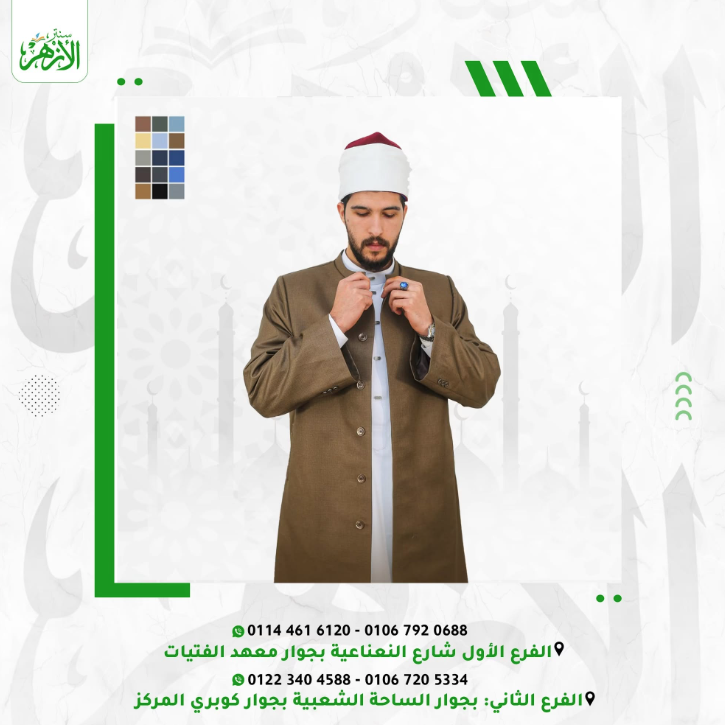 سنتر
الأزهر
0114 461 6120 - 0106 792 0688
الفرع الأول شارع النعناعية بجوار معهد الفتيات
0122 340 4588 - 0106 720 5334
الفرع الثاني: بجوار الساحة الشعبية بجوار كوبري المركز